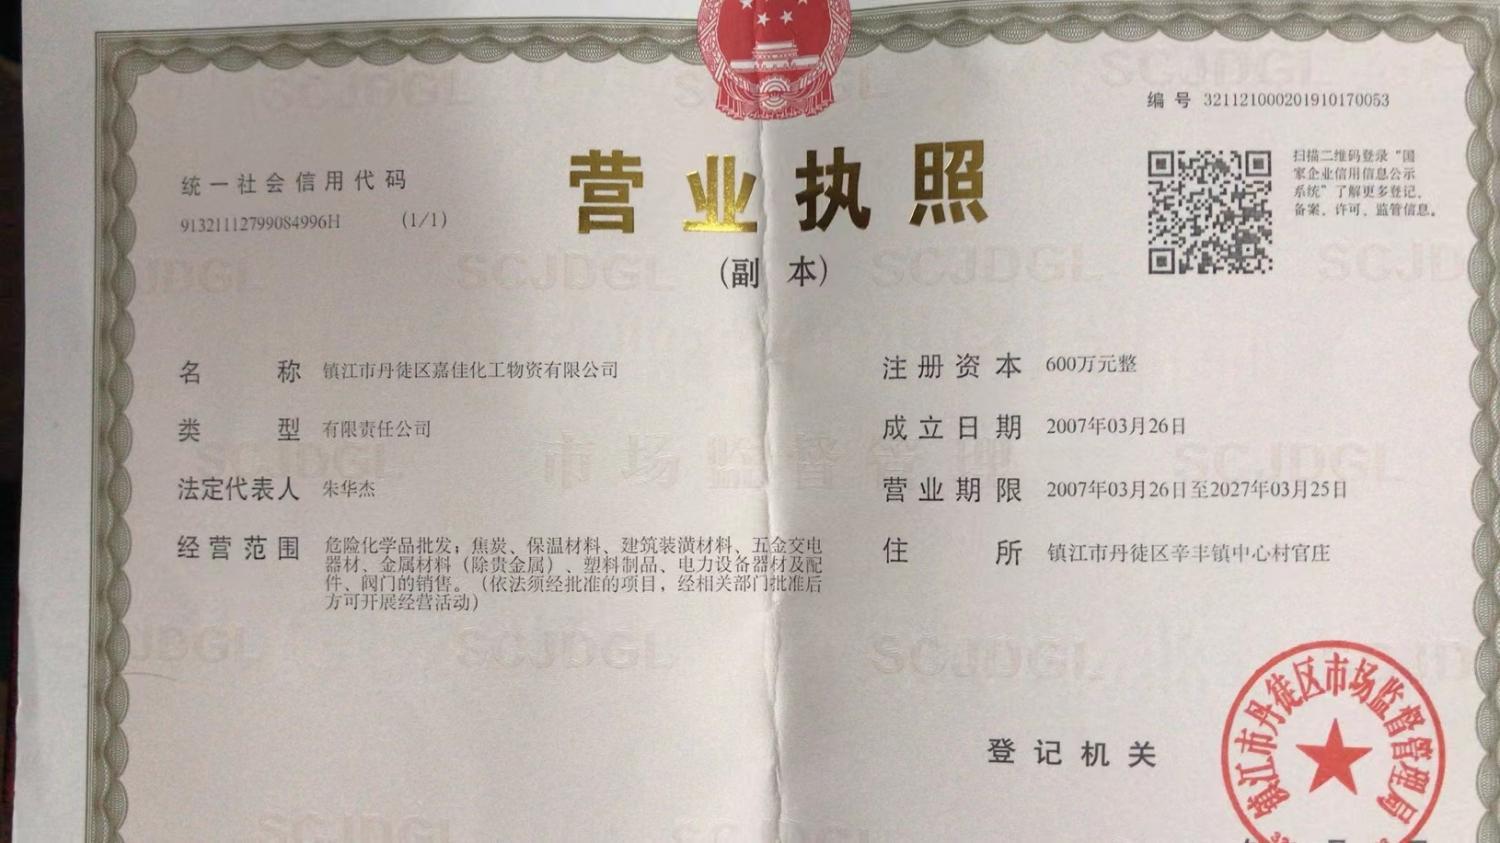 编号 321121000201910170053
统一社会信用代码
91321112799084996H (1/1)
营业执照
(副 本)
扫描二维码登录“国
家企业信用信息公示
系统”了解更多登记、
备案、许可、监管信息。
名称 镇江市丹徒区嘉佳化工物资有限公司
类型 有限责任公司
法定代表人 朱华杰
经营范围 危险化学品批发；焦炭、保温材料、建筑装潢材料、五金交电
器材、金属材料（除贵金属）、塑料制品、电力设备器材及配
件、阀门的销售。（依法须经批准的项目，经相关部门批准后
方可开展经营活动）
注册资本 600万元整
成立日期 2007年03月26日
营业期限 2007年03月26日至2027年03月25日
住所 镇江市丹徒区辛丰镇中心村官庄
登记机关
镇江市丹徒区市场监督管理局
SCJDGL
市场监督管理